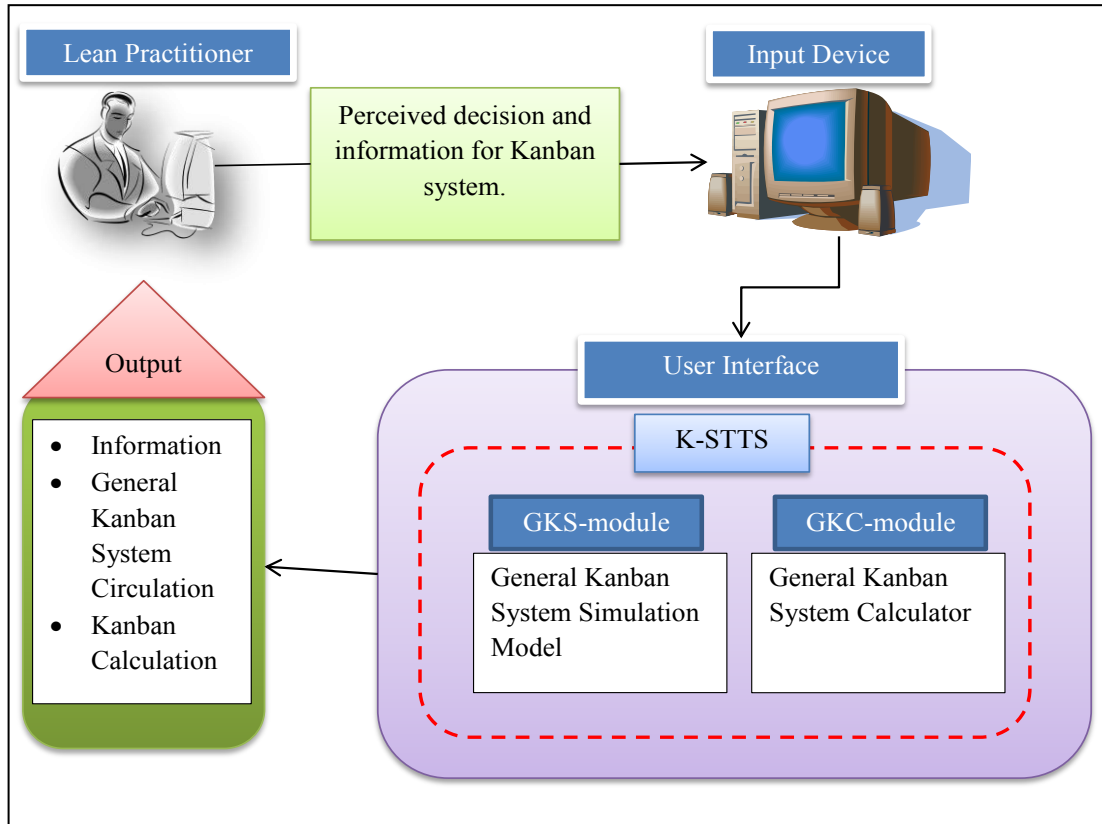 Lean Practitioner
Input Device
Perceived decision and
information for Kanban
system.
User Interface
Output
K-STTS
• Information
• General
Kanban
System
Circulation
• Kanban
Calculation
GKS-module
General Kanban
System Simulation
Model
GKC-module
General Kanban
System Calculator